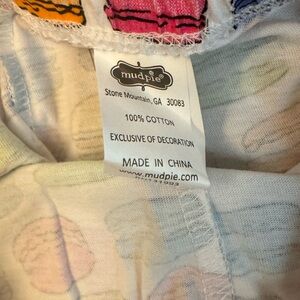 mudpie
Stone Mountain, GA 30083
100% COTTON
EXCLUSIVE OF DECORATION
MADE IN CHINA
www.mudpie.com